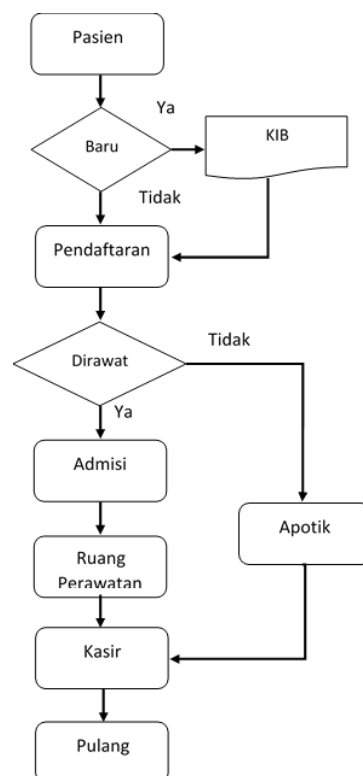 Pasien
Ya
Baru
KIB
Tidak
Pendaftaran
Tidak
Dirawat
Ya
Admisi
Apotik
Ruang
Perawatan
Kasir
Pulang